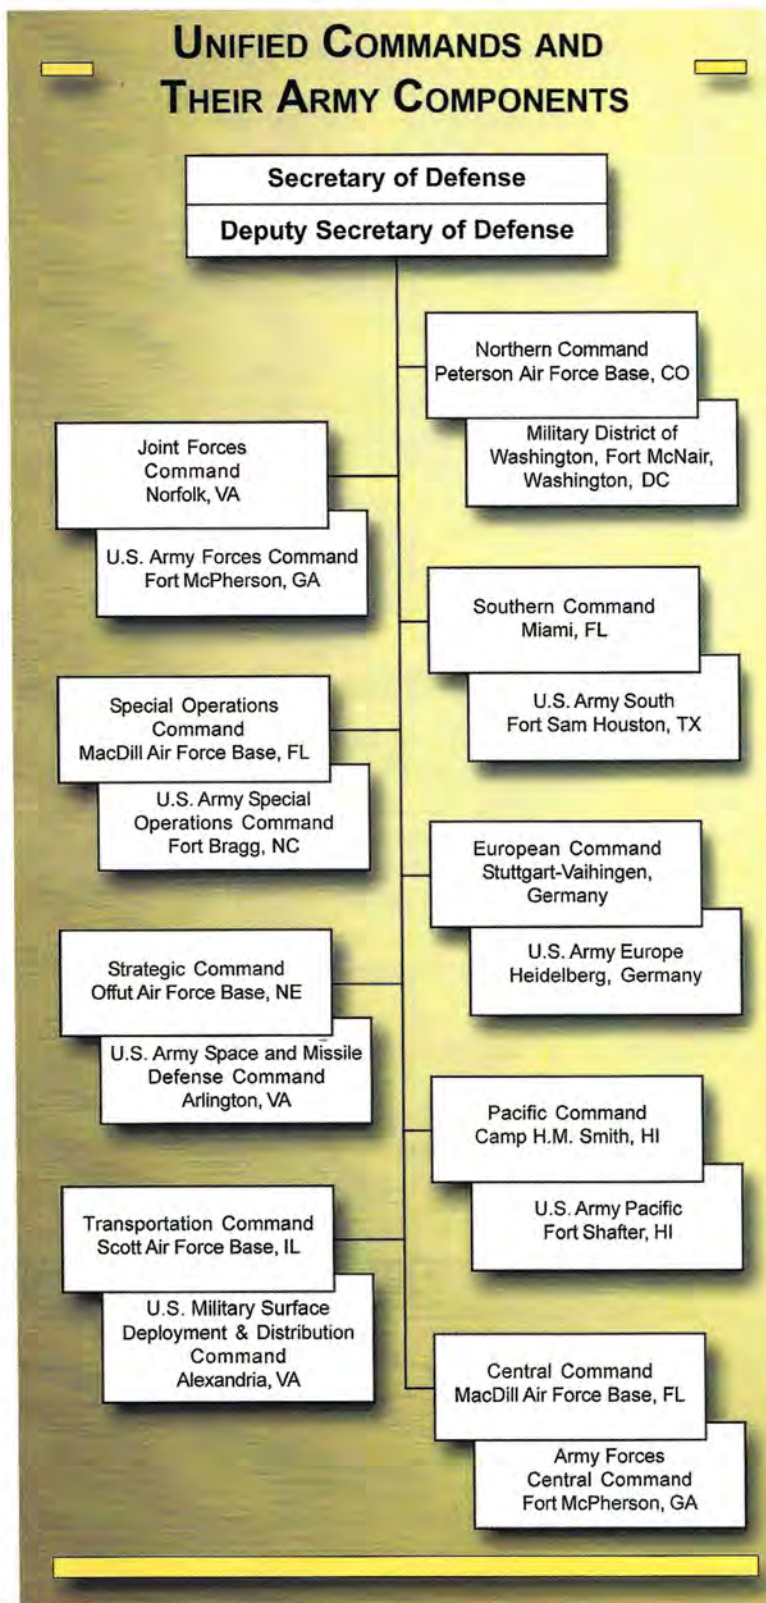 UNIFIED COMMANDS AND
THEIR ARMY COMPONENTS
Secretary of Defense
Deputy Secretary of Defense
Northern Command
Peterson Air Force Base, CO
Military District of
Washington, Fort McNair,
Washington, DC
Joint Forces
Command
Norfolk, VA
U.S. Army Forces Command
Fort McPherson, GA
Southern Command
Miami, FL
U.S. Army South
Fort Sam Houston, TX
Special Operations
Command
MacDill Air Force Base, FL
U.S. Army Special
Operations Command
Fort Bragg, NC
European Command
Stuttgart-Vaihingen,
Germany
U.S. Army Europe
Heidelberg, Germany
Strategic Command
Offut Air Force Base, NE
U.S. Army Space and Missile
Defense Command
Arlington, VA
Pacific Command
Camp H.M. Smith, HI
U.S. Army Pacific
Fort Shafter, HI
Transportation Command
Scott Air Force Base, IL
U.S. Military Surface
Deployment & Distribution
Command
Alexandria, VA
Central Command
MacDill Air Force Base, FL
Army Forces
Central Command
Fort McPherson, GA